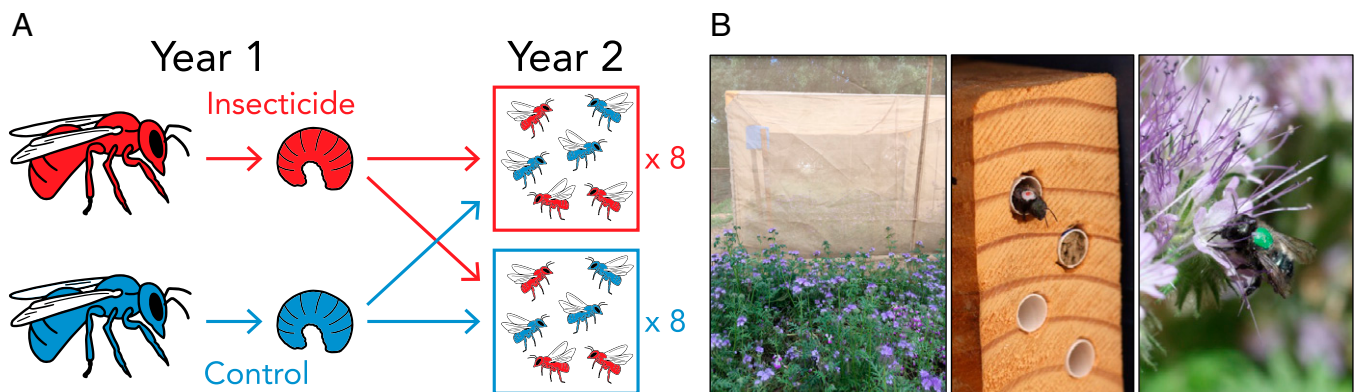 A
Year 1
Year 2
Insecticide
x 8
Control
x 8
B